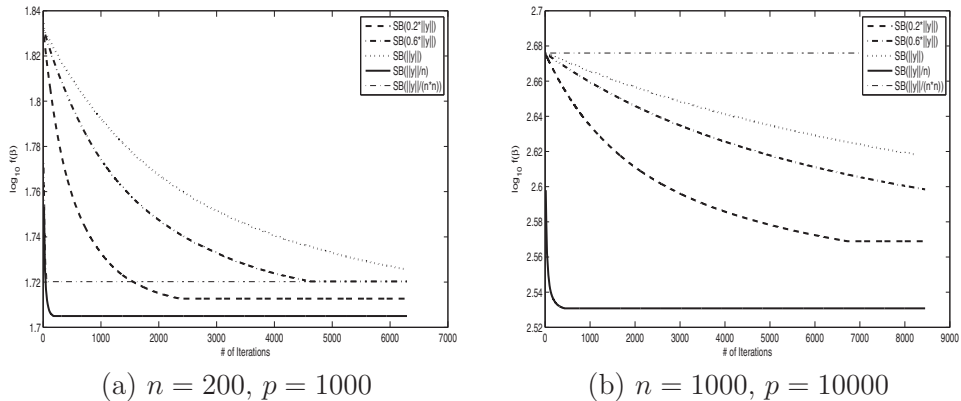 1.84
1.82
1.8
1.78
1.76
1.74
1.72
1.7
log10 f(β)
0 1000 2000 3000 4000 5000 6000 7000
# of Iterations
SB(0.2*||y||)
SB(0.6*||y||)
SB(||y||)
SB(||y||/n)
SB(||y||/(n*n))
(a) n = 200, p = 1000
2.7
2.68
2.66
2.64
2.62
2.6
2.58
2.56
2.54
2.52
log10 f(β)
0 1000 2000 3000 4000 5000 6000 7000 8000 9000
# of Iterations
SB(0.2*||y||)
SB(0.6*||y||)
SB(||y||)
SB(||y||/n)
SB(||y||/(n*n))
(b) n = 1000, p = 10000